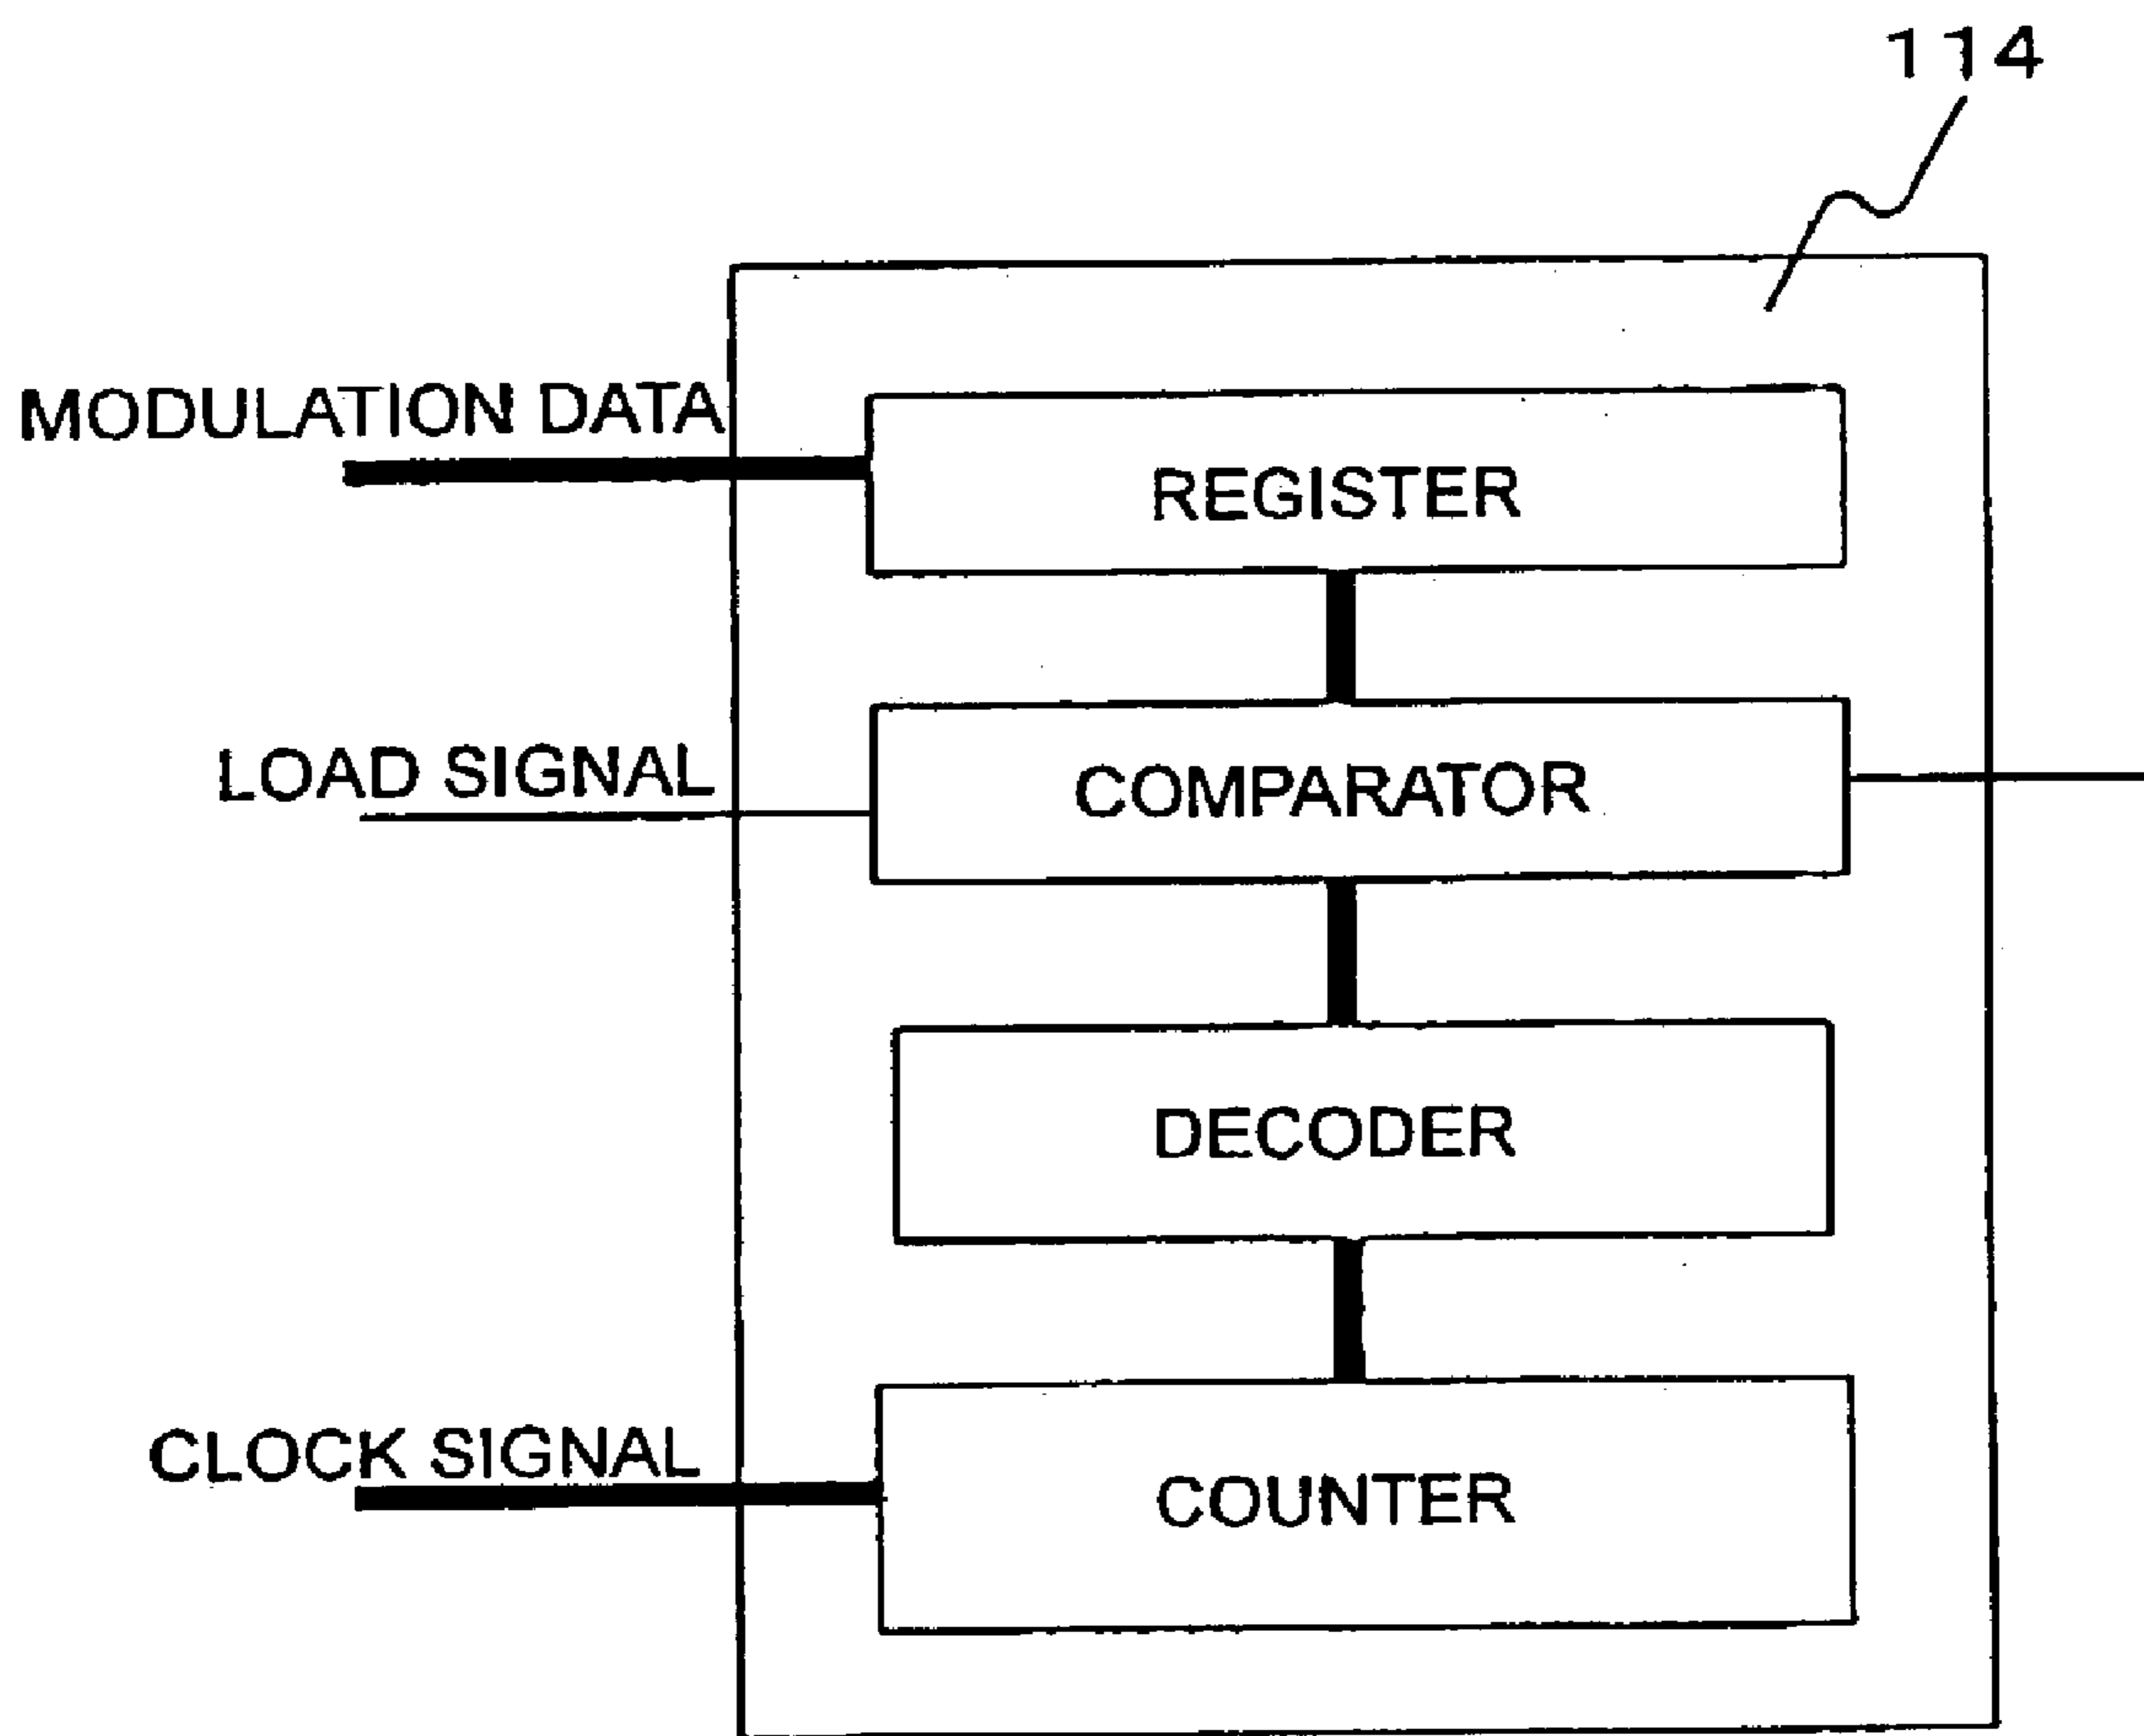 114
MODULATION DATA
REGISTER
LOAD SIGNAL
COMPARATOR
DECODER
CLOCK SIGNAL
COUNTER